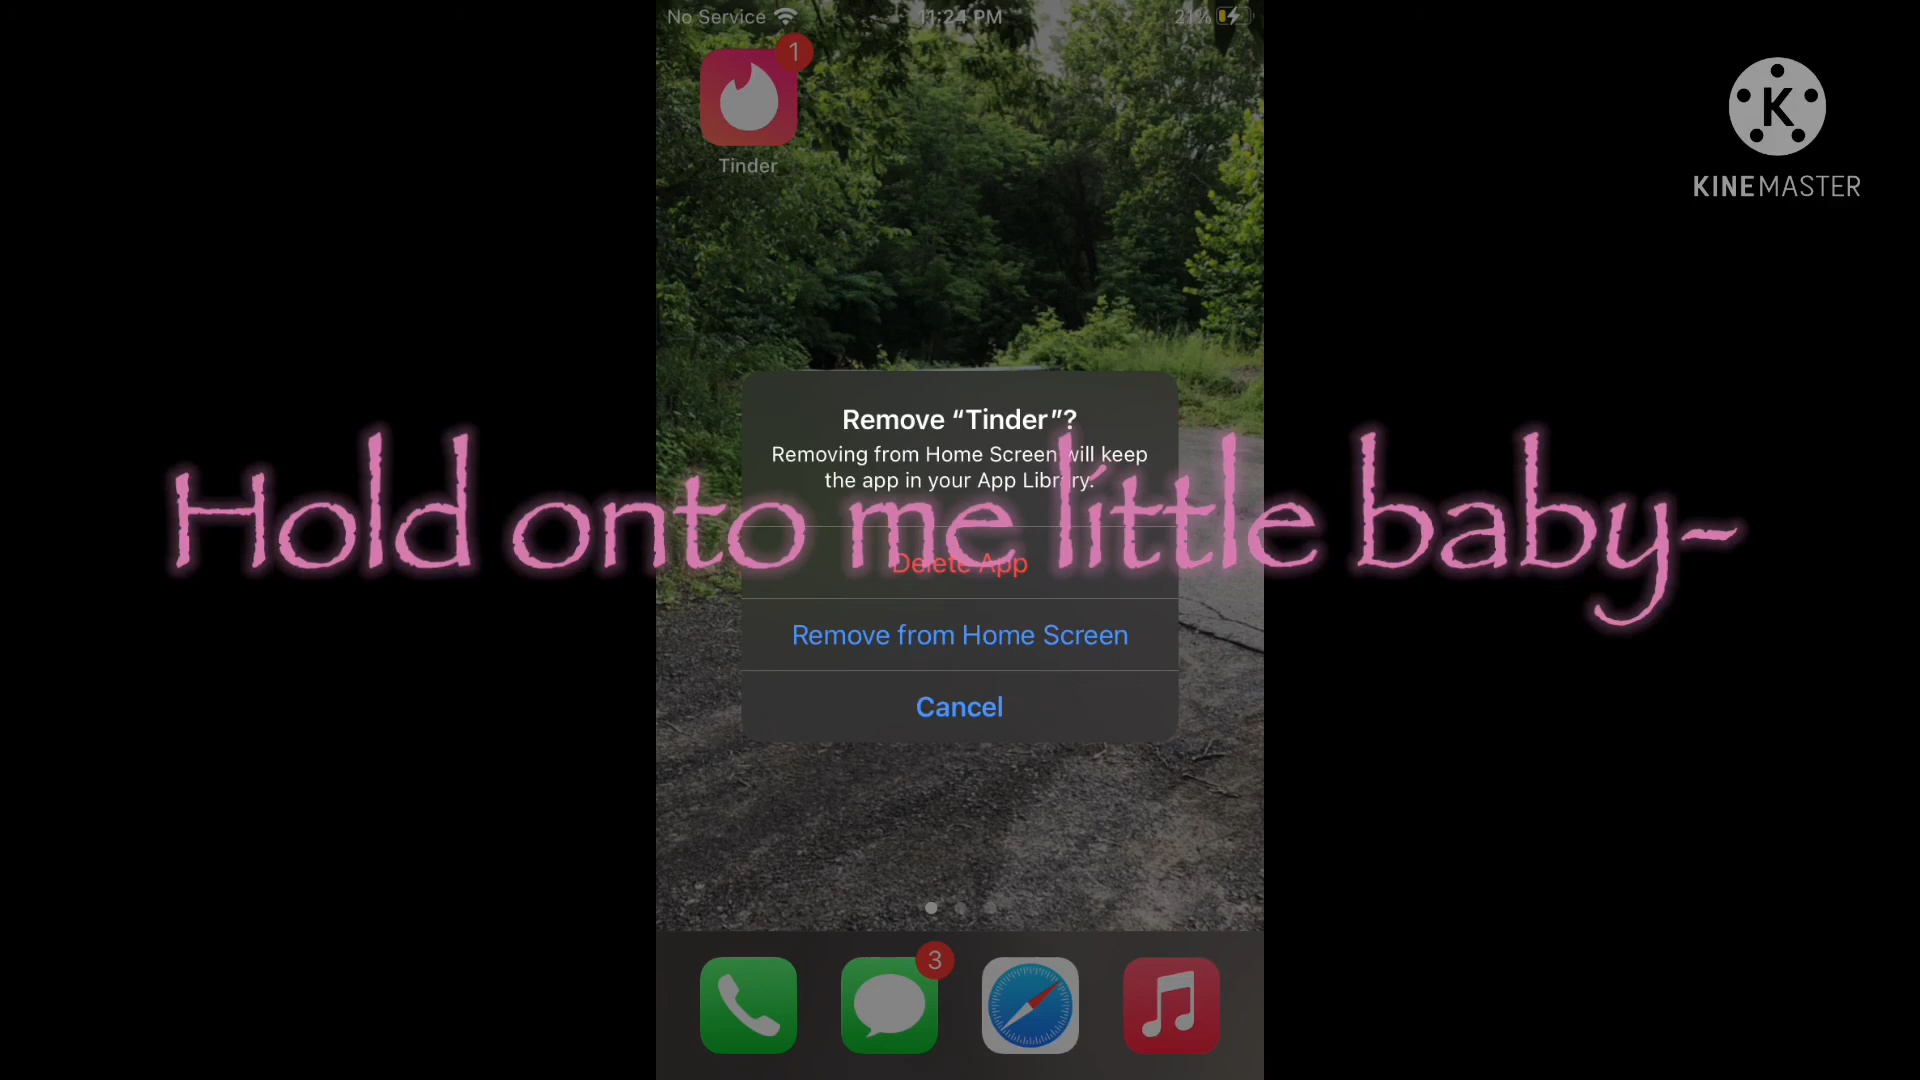 No Service 11:24 PM 21%
1
Tinder
K
KINEMASTER
Remove “Tinder”?
Removing from Home Screen will keep
the app in your App Library.
Hold onto me little baby~
Delete App
Remove from Home Screen
Cancel
3